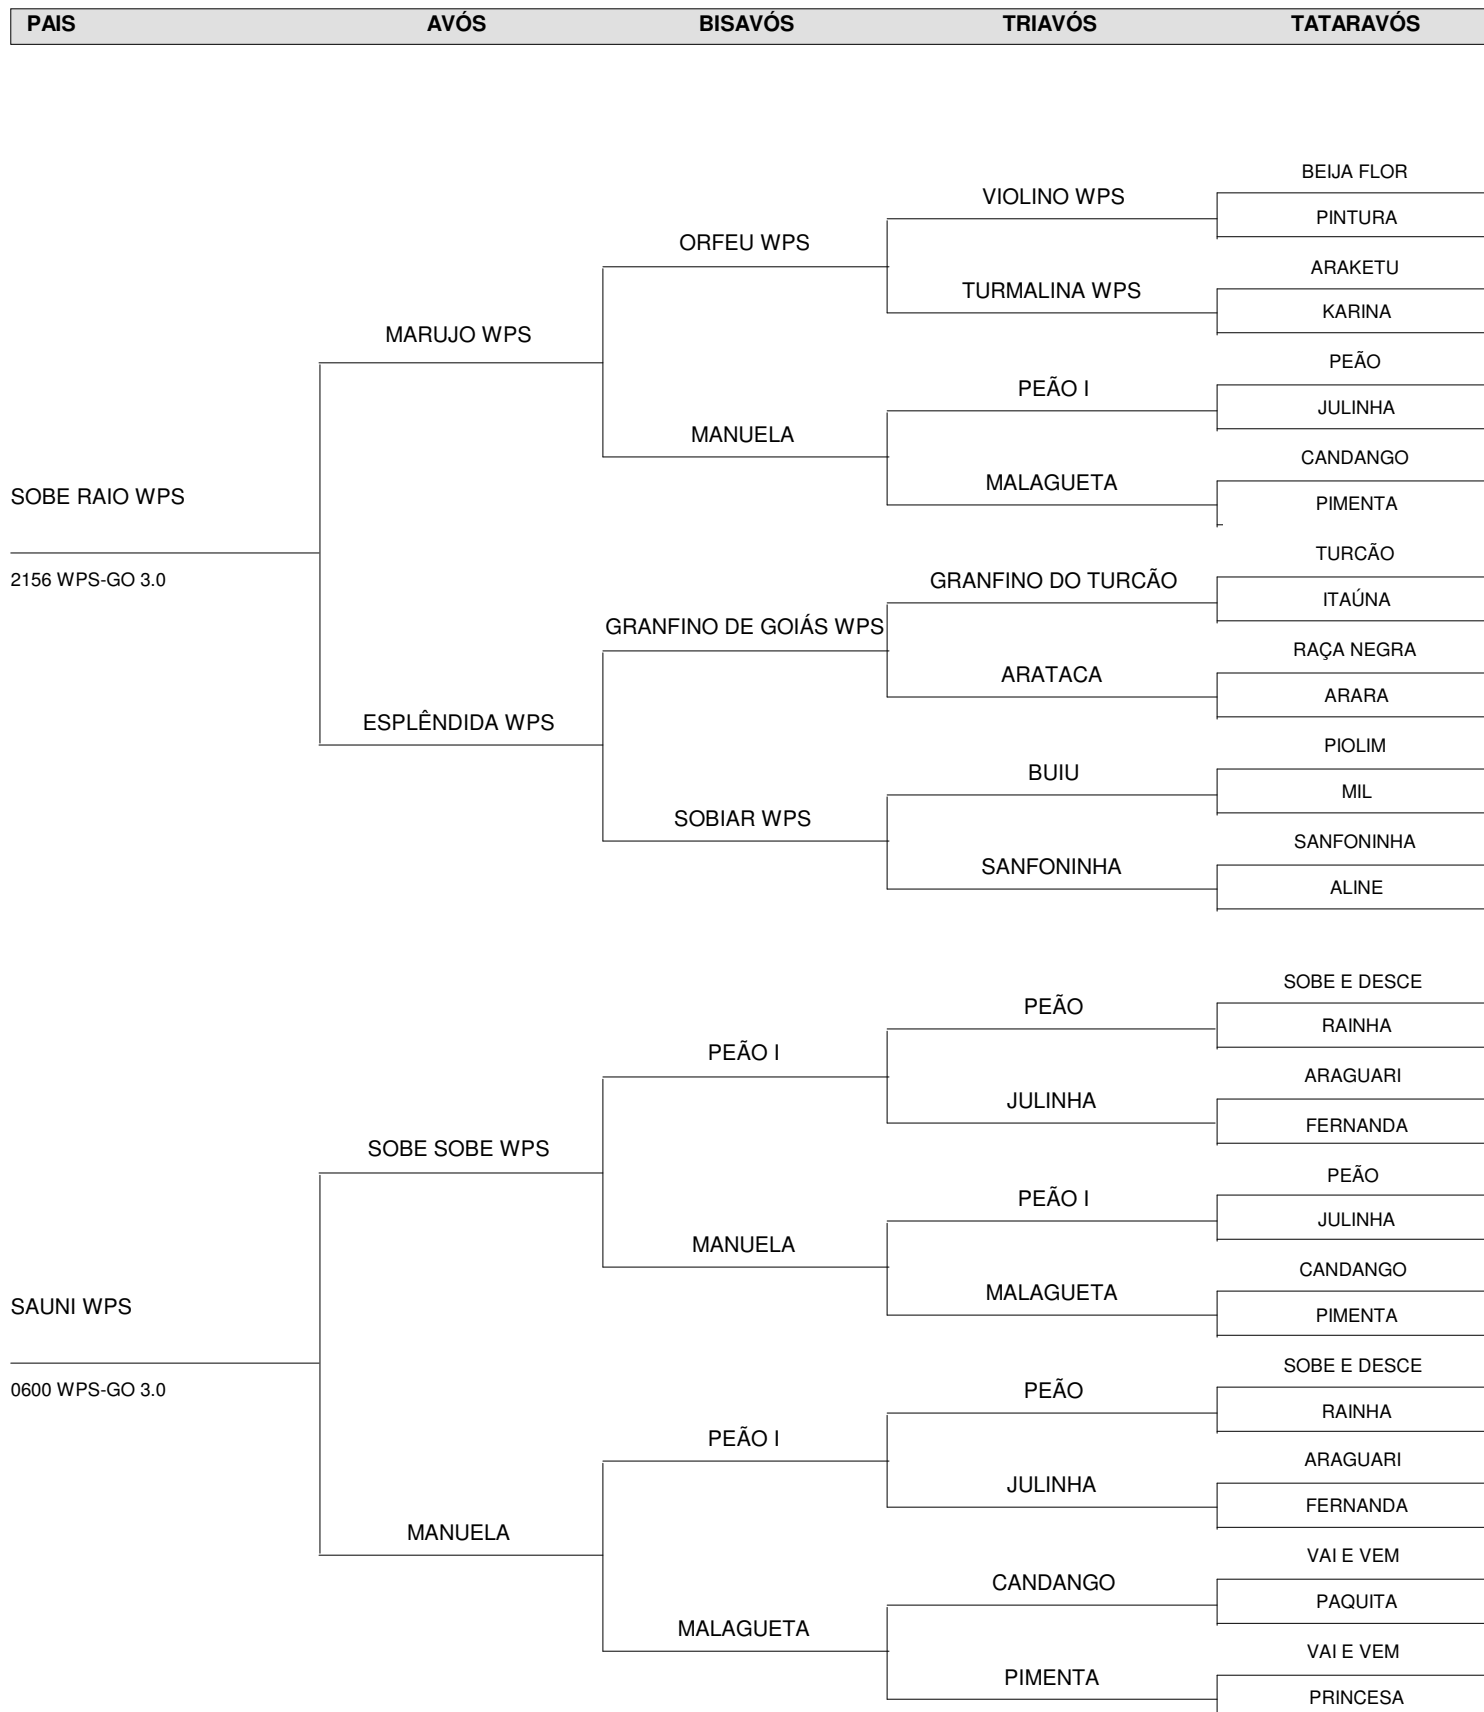 PAIS AVÓS BISAVÓS TRIAVÓS TATARAVÓS
BEIJA FLOR
VIOLINO WPS
PINTURA
ORFEU WPS
ARAKETU
TURMALINA WPS
KARINA
MARUJO WPS
PEÃO
PEÃO I
JULINHA
MANUELA
CANDANGO
MALAGUETA
SOBE RAIO WPS
PIMENTA
TURCÃO
2156 WPS-GO 3.0
GRANFINO DO TURCÃO
ITAÚNA
GRANFINO DE GOIÁS WPS
RAÇA NEGRA
ARATACA
ARARA
ESPLÊNDIDA WPS
PIOLIM
BUIU
MIL
SOBIAR WPS
SANFONINHA
SANFONINHA
ALINE
SOBE E DESCE
PEÃO
RAINHA
PEÃO I
ARAGUARI
JULINHA
FERNANDA
SOBE SOBE WPS
PEÃO
PEÃO I
JULINHA
MANUELA
CANDANGO
MALAGUETA
SAUNI WPS
PIMENTA
SOBE E DESCE
0600 WPS-GO 3.0
PEÃO
RAINHA
PEÃO I
ARAGUARI
JULINHA
FERNANDA
MANUELA
VAI E VEM
CANDANGO
PAQUITA
MALAGUETA
VAI E VEM
PIMENTA
PRINCESA